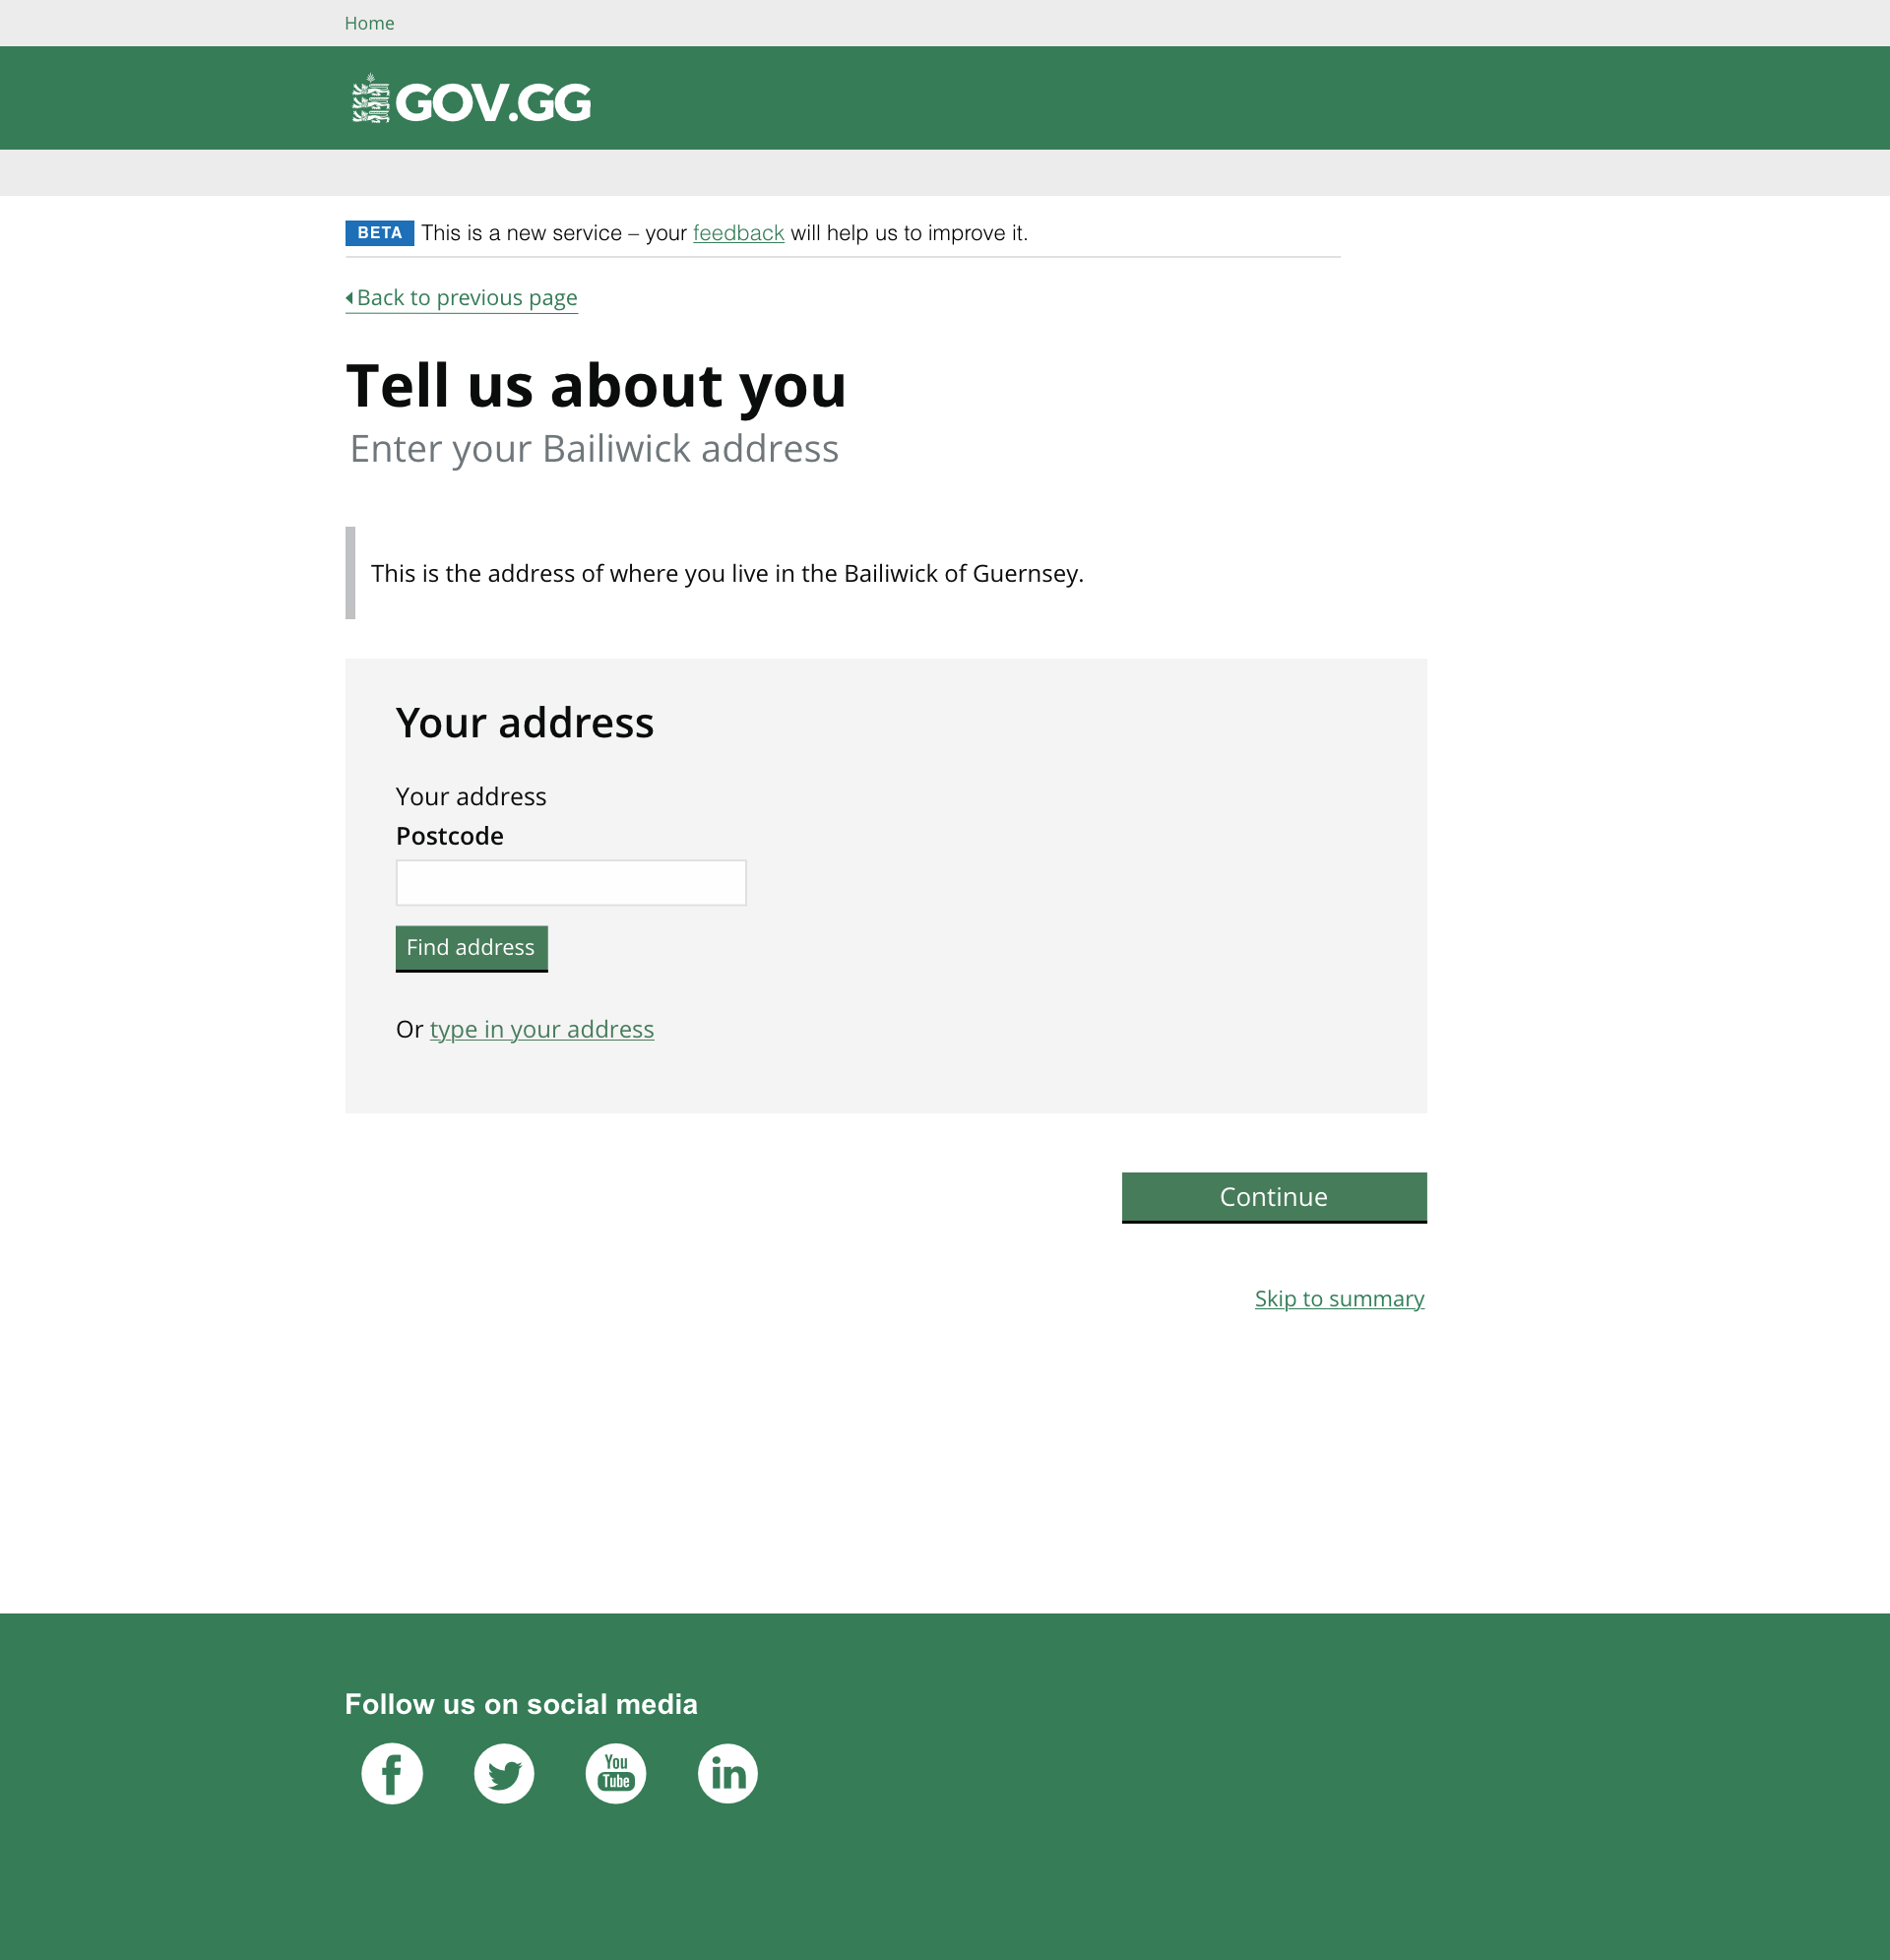 Home
GOV.GG
BETA This is a new service – your feedback will help us to improve it.
Back to previous page
Tell us about you
Enter your Bailiwick address
This is the address of where you live in the Bailiwick of Guernsey.
Your address
Your address
Postcode
Find address
Or type in your address
Continue
Skip to summary
Follow us on social media
f You Tube in